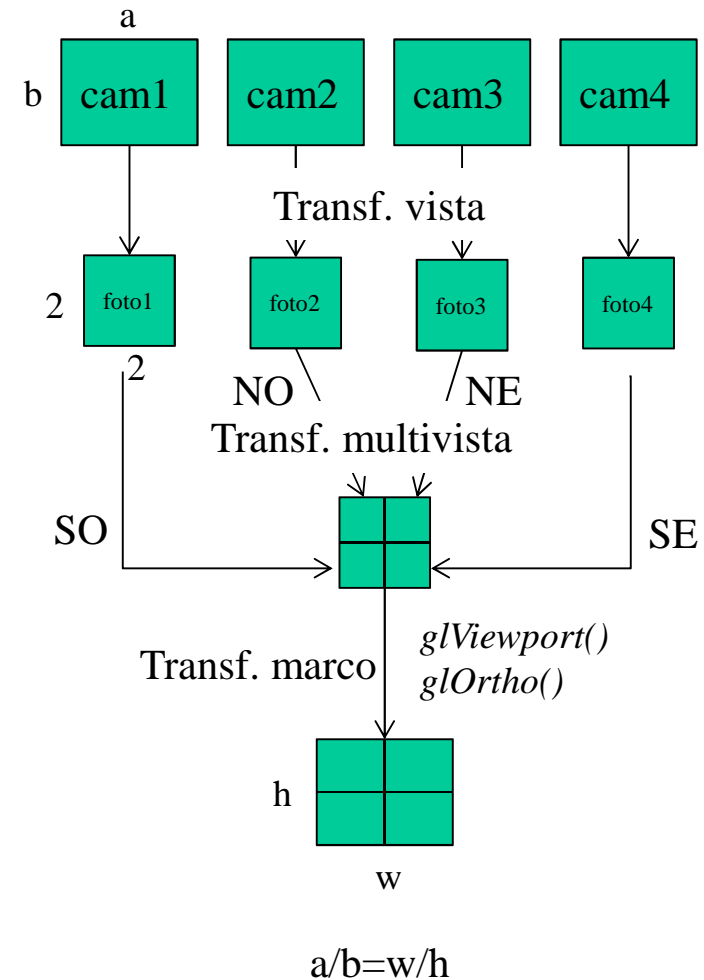 a
b
cam1
cam2
cam3
cam4
Transf. vista
2
foto1
foto2
foto3
foto4
2
NO
NE
Transf. multivista
SO
SE
Transf. marco
glViewport()
glOrtho()
h
w
a/b=w/h